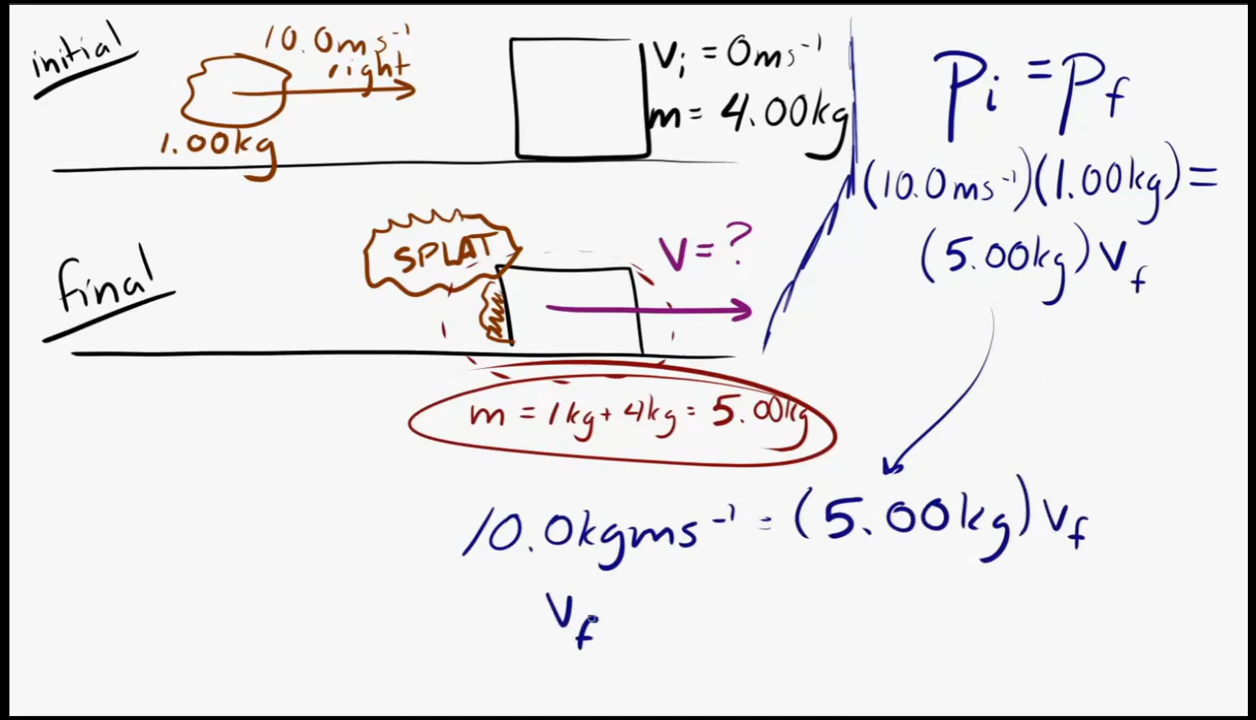 initial
10.0ms⁻¹
right
1.00kg
vᵢ = 0ms⁻¹
m = 4.00kg
pᵢ = p_f
(10.0ms⁻¹)(1.00kg) =
(5.00kg) v_f
final
SPLAT
v = ?
m = 1kg + 4kg = 5.00kg
10.0kgms⁻¹ = (5.00kg) v_f
v_f